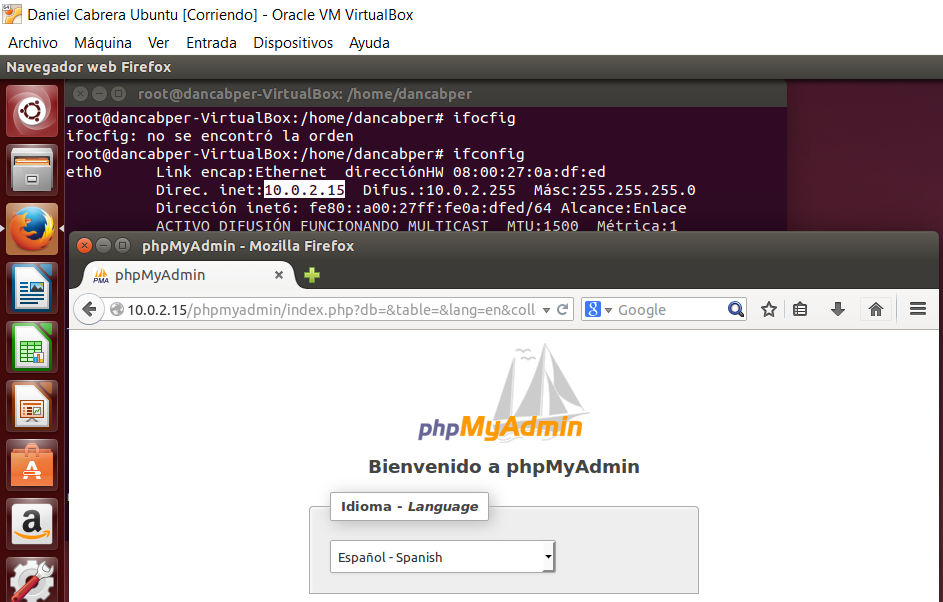 Daniel Cabrera Ubuntu [Corriendo] - Oracle VM VirtualBox
Archivo Máquina Ver Entrada Dispositivos Ayuda
Navegador web Firefox
root@dancabper-VirtualBox: /home/dancabper
root@dancabper-VirtualBox:/home/dancabper# ifocfig
ifocfig: no se encontró la orden
root@dancabper-VirtualBox:/home/dancabper# ifconfig
eth0 Link encap:Ethernet direcciónHW 08:00:27:0a:df:ed
Direc. inet:10.0.2.15 Difus.:10.0.2.255 Másc:255.255.255.0
Dirección inet6: fe80::a00:27ff:fe0a:dfed/64 Alcance:Enlace
ACTIVO DIFUSIÓN FUNCIONANDO MULTICAST MTU:1500 Métrica:1
phpMyAdmin - Mozilla Firefox
PMA phpMyAdmin
10.0.2.15/phpmyadmin/index.php?db=&table=&lang=en&coll
8 Google
phpMyAdmin
Bienvenido a phpMyAdmin
Idioma - Language
Español - Spanish